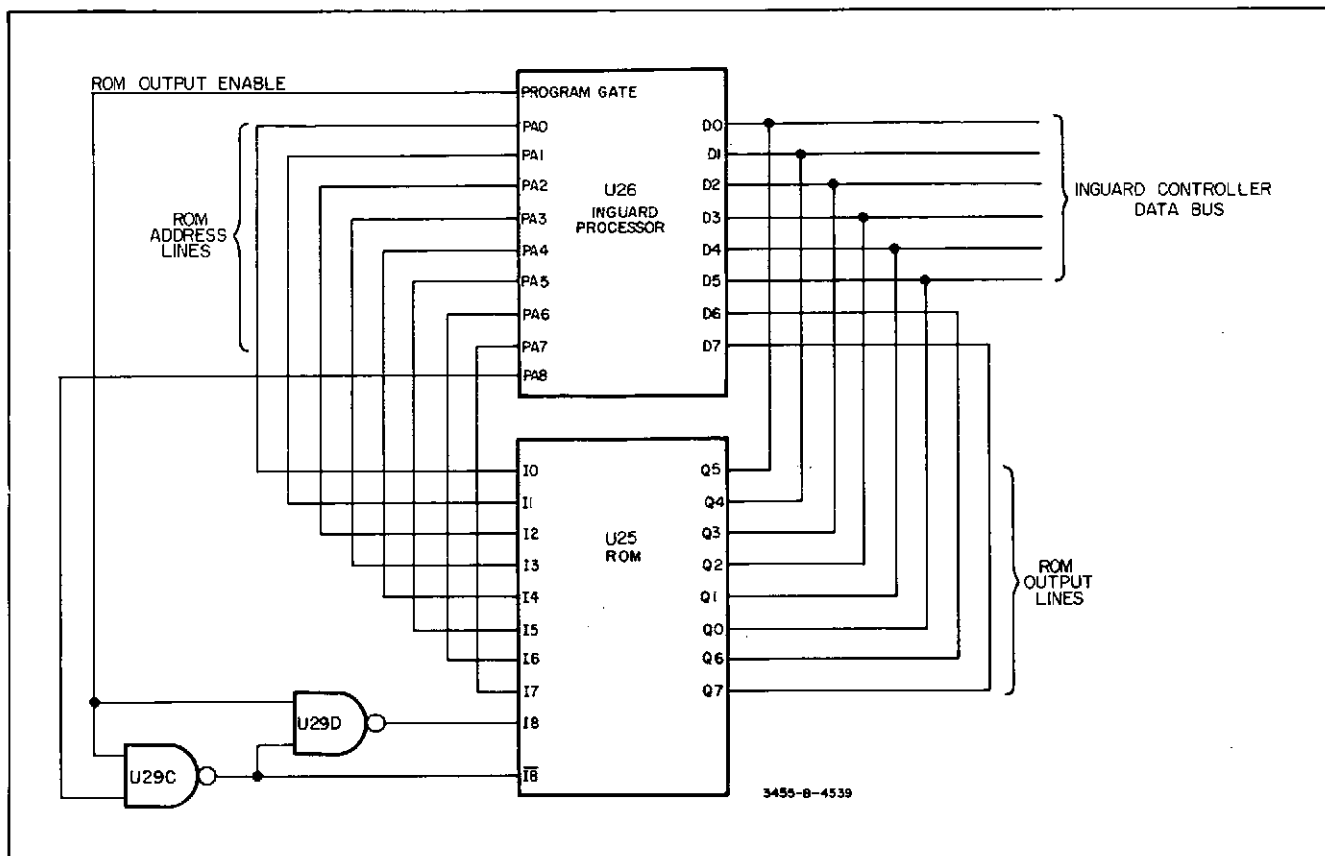 ROM OUTPUT ENABLE
PROGRAM GATE
PA0
PA1
PA2
PA3
PA4
PA5
PA6
PA7
PA8
ROM
ADDRESS
LINES
U26
INGUARD
PROCESSOR
D0
D1
D2
D3
D4
D5
D6
D7
INGUARD CONTROLLER
DATA BUS
I0
I1
I2
I3
I4
I5
I6
I7
I8
I8
U25
ROM
Q5
Q4
Q3
Q2
Q1
Q0
Q6
Q7
ROM
OUTPUT
LINES
U29D
U29C
3455-B-4539